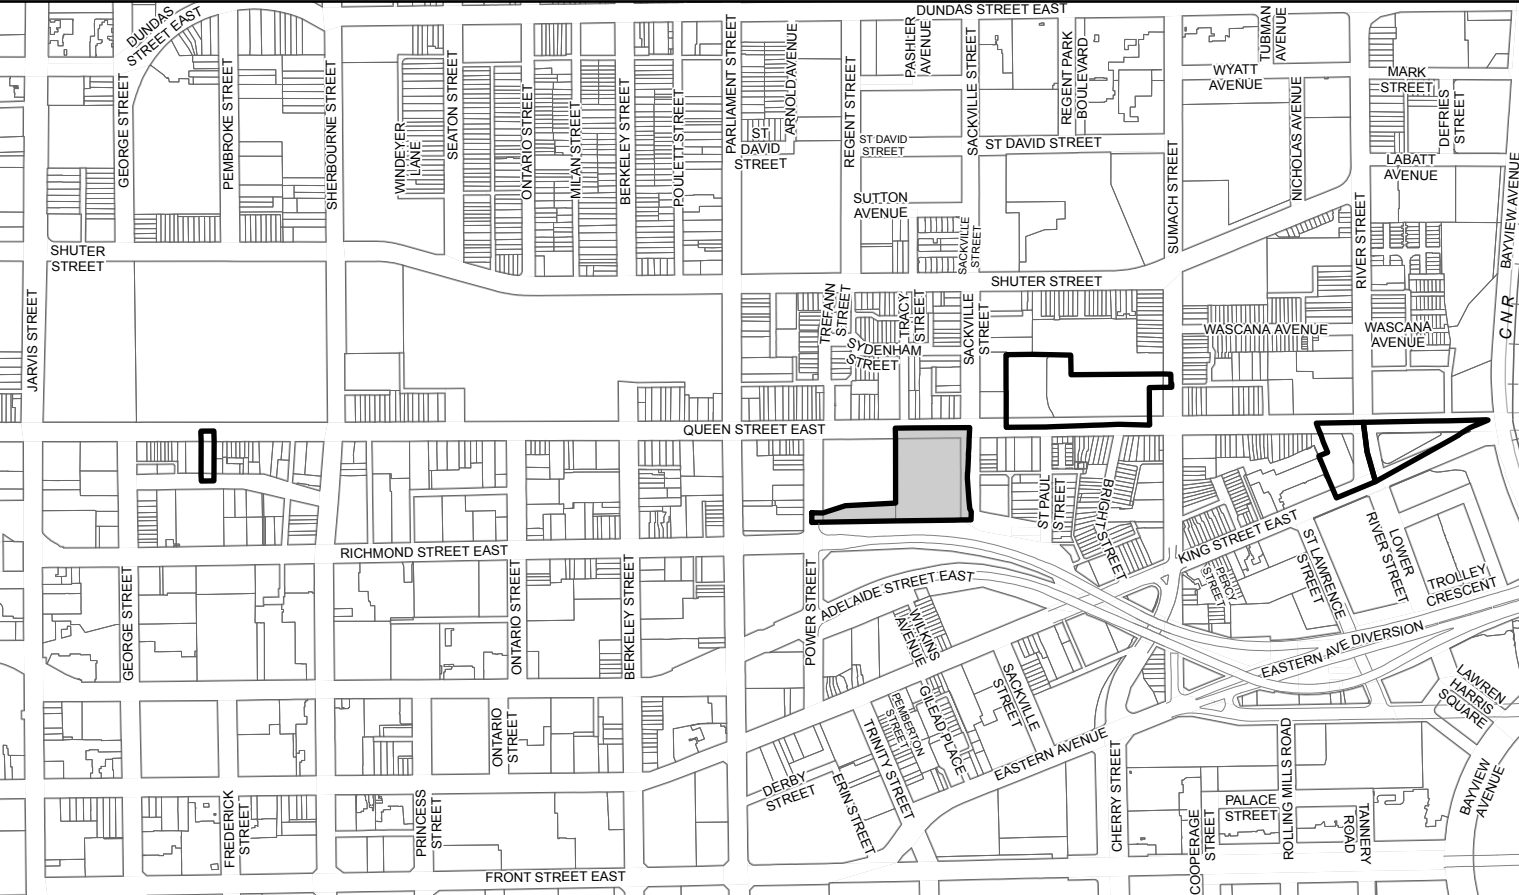 DUNDAS
STREET EAST
DUNDAS STREET EAST
GEORGE STREET
PEMBROKE STREET
SHERBOURNE STREET
WINDEYER
LANE
SEATON STREET
ONTARIO STREET
MILAN STREET
BERKELEY STREET
POULETT STREET
PARLIAMENT STREET
ST
DAVID
STREET
ARNOLD AVENUE
REGENT STREET
PASHLER
AVENUE
ST DAVID
STREET
SACKVILLE STREET
ST DAVID STREET
REGENT PARK
BOULEVARD
SUMACH STREET
WYATT
AVENUE
TUBMAN
AVENUE
NICHOLAS AVENUE
MARK
STREET
DEFRIES
STREET
LABATT
AVENUE
BAYVIEW AVENUE
SUTTON
AVENUE
SACKVILLE
STREET
RIVER STREET
SHUTER
STREET
SHUTER STREET
JARVIS STREET
TREFANN
STREET
TRACY
STREET
SYDENHAM
STREET
SACKVILLE
STREET
WASCANA AVENUE
WASCANA
AVENUE
C N R
QUEEN STREET EAST
ST PAUL
STREET
BRIGHT STREET
KING STREET EAST
PERCY
STREET
ST LAWRENCE
STREET
LOWER
RIVER STREET
TROLLEY
CRESCENT
RICHMOND STREET EAST
GEORGE STREET
ONTARIO STREET
BERKELEY STREET
POWER STREET
ADELAIDE STREET EAST
WILKINS
AVENUE
EASTERN AVE DIVERSION
LAWREN
HARRIS
SQUARE
SACKVILLE
STREET
GILEAD PLACE
PEMBERTON
STREET
TRINITY STREET
ONTARIO
STREET
EASTERN AVENUE
DERBY
STREET
ERIN STREET
CHERRY STREET
ROLLING MILLS ROAD
BAYVIEW
AVENUE
FREDERICK
STREET
PRINCESS
STREET
COOPERAGE
STREET
PALACE
STREET
TANNERY
ROAD
FRONT STREET EAST